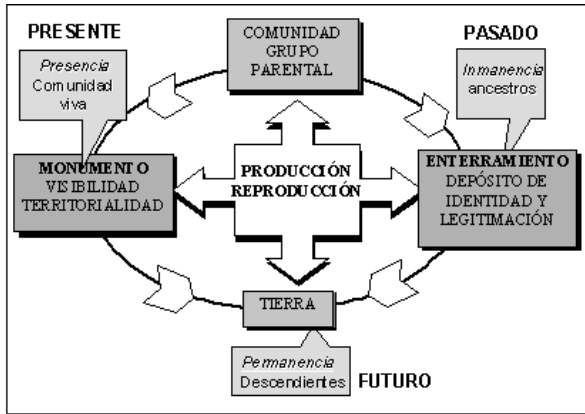 PRESENTE
Presencia
Comunidad
viva
COMUNIDAD
GRUPO
PARENTAL
PASADO
Inmanencia
ancestros
MONUMENTO
VISIBILIDAD
TERRITORIALIDAD
PRODUCCIÓN
REPRODUCCIÓN
ENTERRAMIENTO
DEPÓSITO DE
IDENTIDAD Y
LEGITIMACIÓN
TIERRA
Permanencia
Descendientes
FUTURO